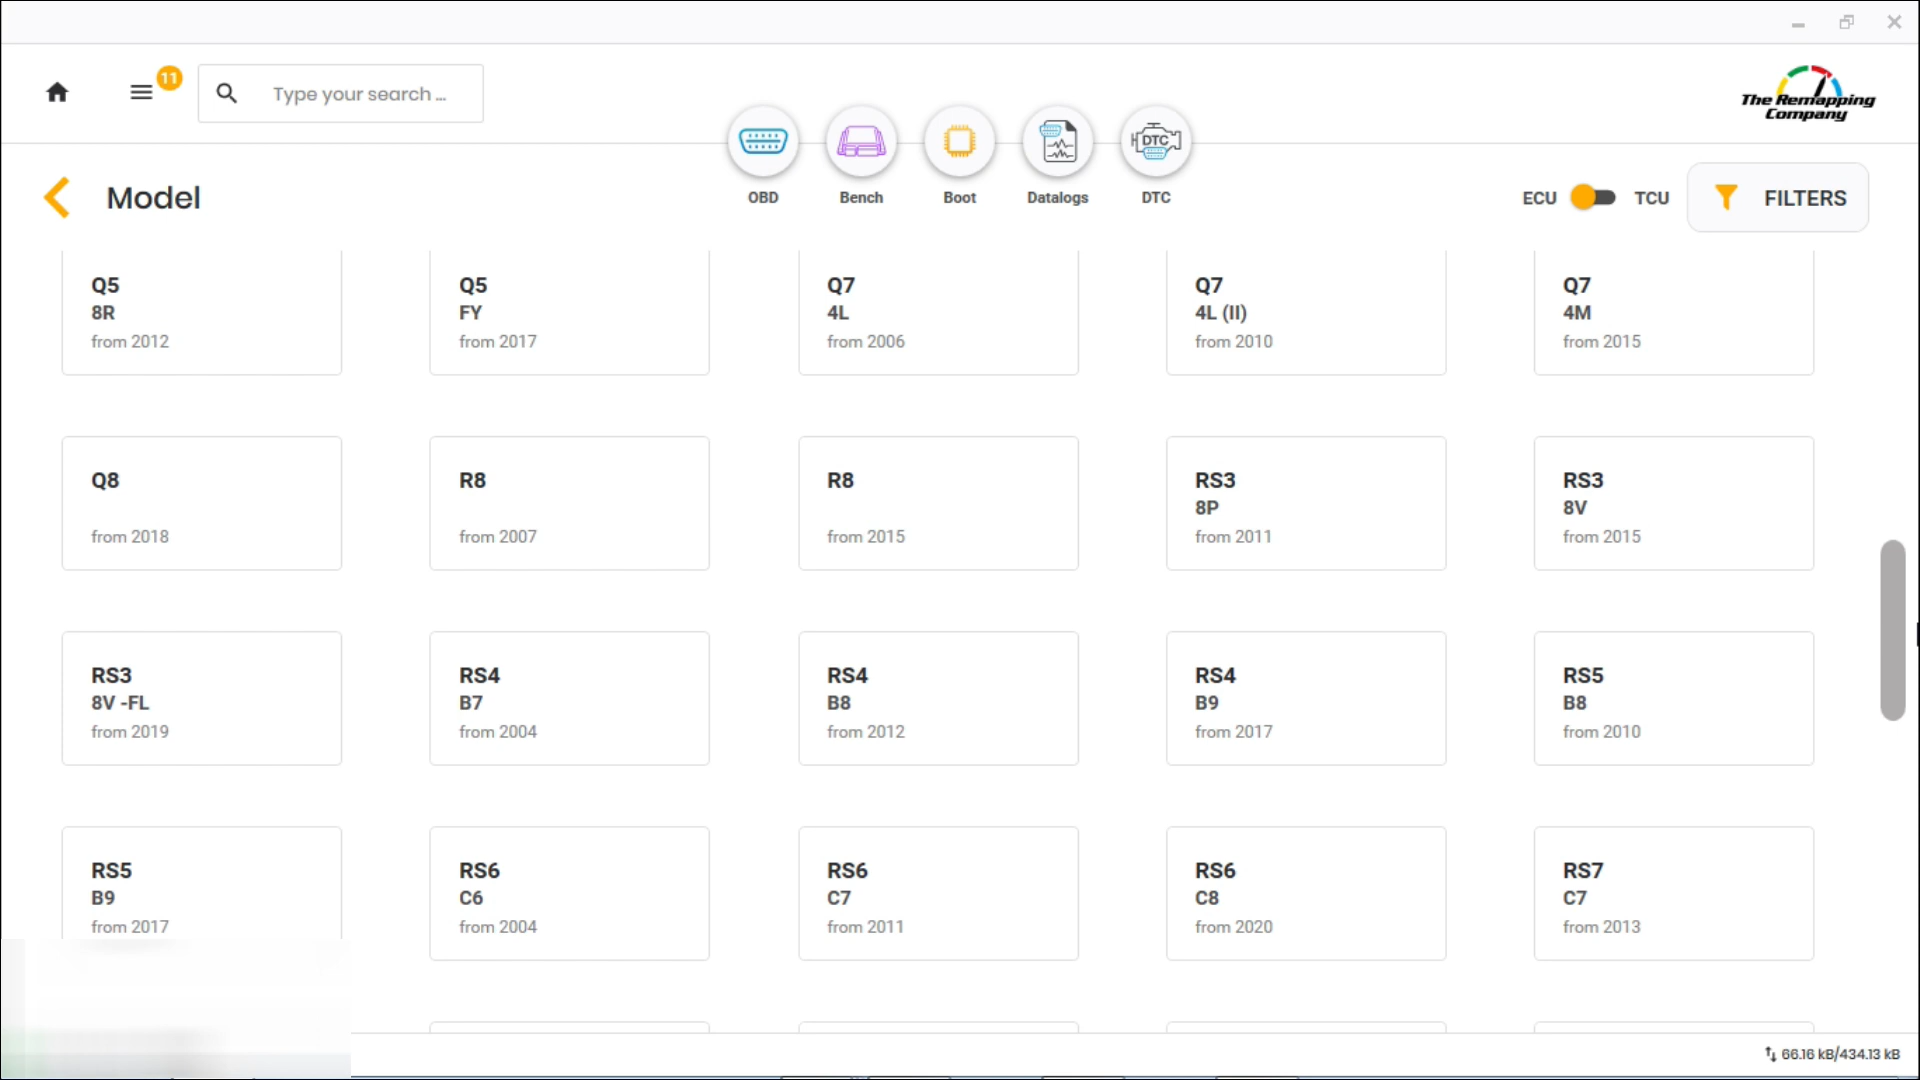 11
Type your search ...
The Remapping
Company
OBD
Bench
Boot
Datalogs
DTC
DTC
Model
ECU
TCU
FILTERS
Q5
8R
from 2012
Q5
FY
from 2017
Q7
4L
from 2006
Q7
4L (II)
from 2010
Q7
4M
from 2015
Q8
from 2018
R8
from 2007
R8
from 2015
RS3
8P
from 2011
RS3
8V
from 2015
RS3
8V -FL
from 2019
RS4
B7
from 2004
RS4
B8
from 2012
RS4
B9
from 2017
RS5
B8
from 2010
RS5
B9
from 2017
RS6
C6
from 2004
RS6
C7
from 2011
RS6
C8
from 2020
RS7
C7
from 2013
66.16 kB/434.13 kB